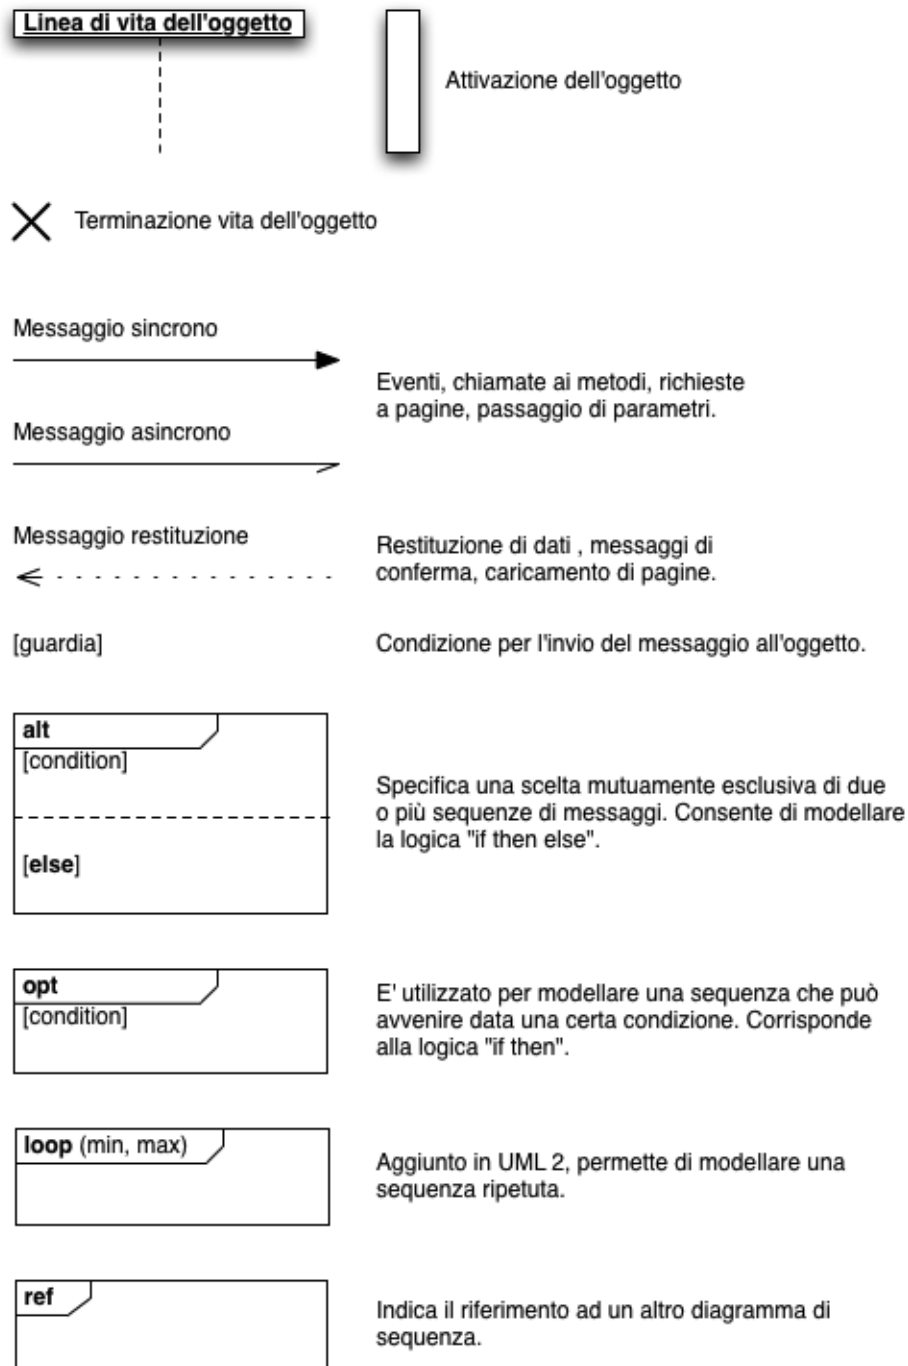 Linea di vita dell'oggetto
Attivazione dell'oggetto
Terminazione vita dell'oggetto
Messaggio sincrono
Eventi, chiamate ai metodi, richieste
a pagine, passaggio di parametri.
Messaggio asincrono
Messaggio restituzione
Restituzione di dati , messaggi di
conferma, caricamento di pagine.
[guardia]
Condizione per l'invio del messaggio all'oggetto.
alt
[condition]
[else]
Specifica una scelta mutuamente esclusiva di due
o più sequenze di messaggi. Consente di modellare
la logica "if then else".
opt
[condition]
E' utilizzato per modellare una sequenza che può
avvenire data una certa condizione. Corrisponde
alla logica "if then".
loop (min, max)
Aggiunto in UML 2, permette di modellare una
sequenza ripetuta.
ref
Indica il riferimento ad un altro diagramma di
sequenza.